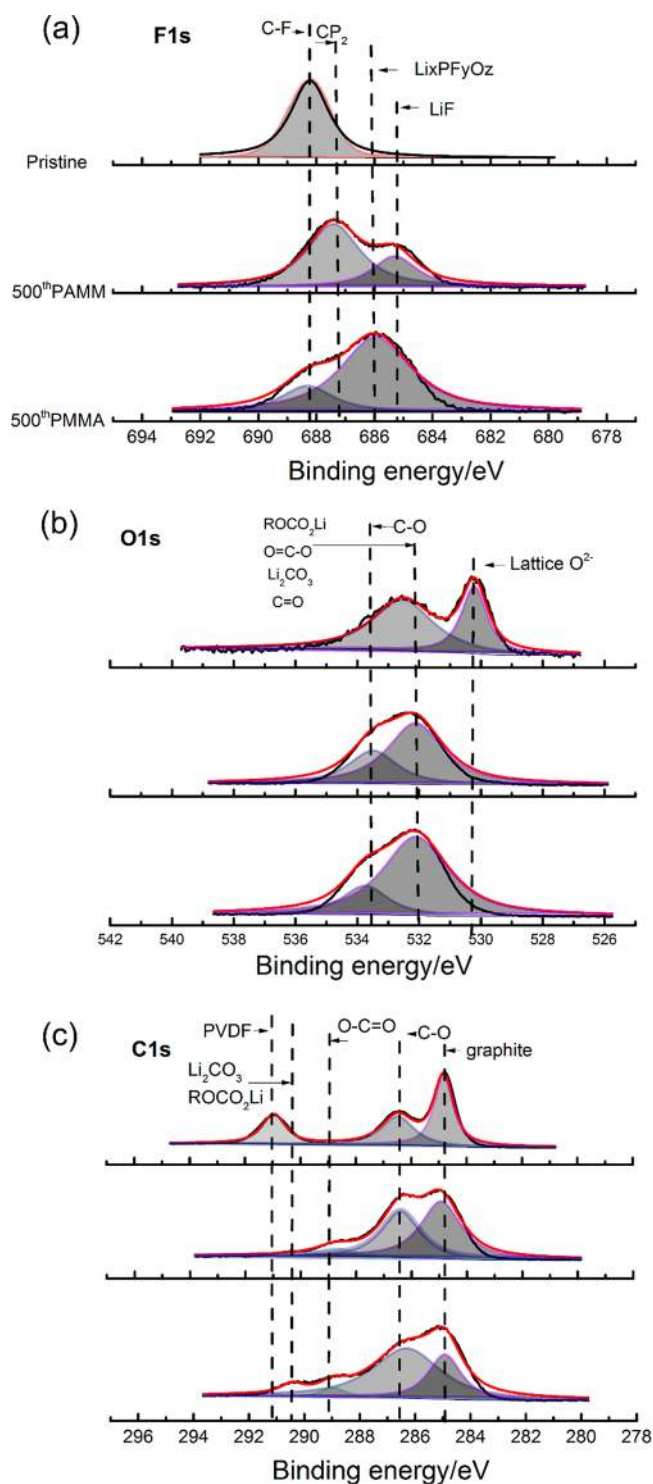 (a)
F1s
C-F
CP2
LixPFyOz
LiF
Pristine
500thPAMM
500thPMMA
694 692 690 688 686 684 682 680 678
Binding energy/eV
(b)
O1s
ROCO2Li
C-O
O=C-O
Li2CO3
C=O
Lattice O2-
542 540 536 534 532 530 528 526
Binding energy/eV
(c)
C1s
PVDF
O-C=O
C-O
graphite
Li2CO3
ROCO2Li
296 294 292 291 290 288 286 285 284 282 280 278
Binding energy/eV